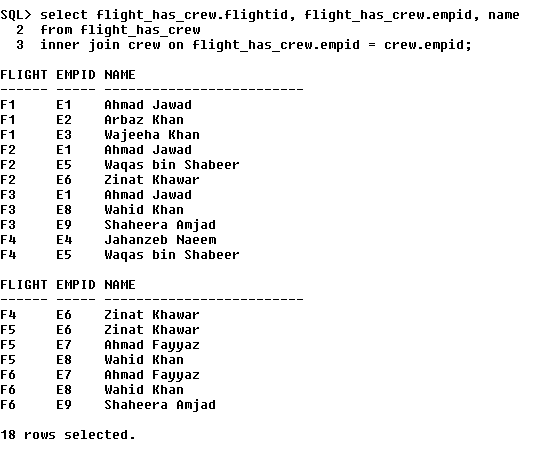 SQL> select flight_has_crew.flightid, flight_has_crew.empid, name
  2  from flight_has_crew
  3  inner join crew on flight_has_crew.empid = crew.empid;

FLIGHT EMPID NAME
------ ----- -------------------------
F1     E1    Ahmad Jawad
F1     E2    Arbaz Khan
F1     E3    Wajeeha Khan
F2     E1    Ahmad Jawad
F2     E5    Waqas bin Shabeer
F2     E6    Zinat Khawar
F3     E1    Ahmad Jawad
F3     E8    Wahid Khan
F3     E9    Shaheera Amjad
F4     E4    Jahanzeb Naeem
F4     E5    Waqas bin Shabeer

FLIGHT EMPID NAME
------ ----- -------------------------
F4     E6    Zinat Khawar
F5     E6    Zinat Khawar
F5     E7    Ahmad Fayyaz
F5     E8    Wahid Khan
F6     E7    Ahmad Fayyaz
F6     E8    Wahid Khan
F6     E9    Shaheera Amjad

18 rows selected.